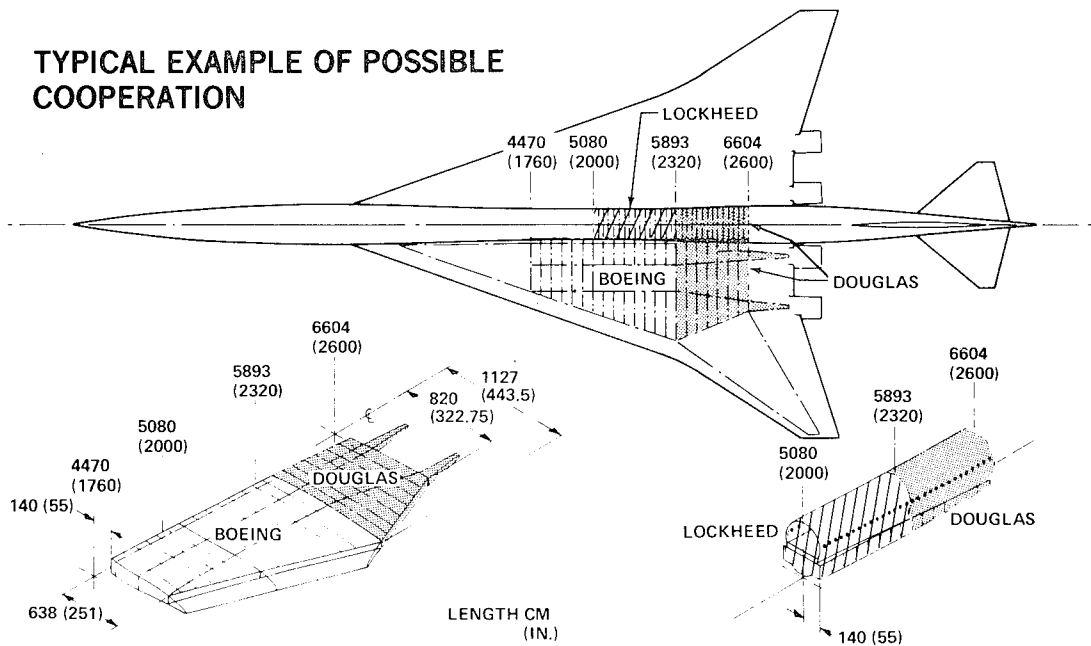 TYPICAL EXAMPLE OF POSSIBLE
COOPERATION
LOCKHEED
4470
(1760)
5080
(2000)
5893
(2320)
6604
(2600)
BOEING
DOUGLAS
6604
(2600)
5893
(2320)
5080
(2000)
4470
(1760)
140 (55)
℄
820
(322.75)
1127
(443.5)
DOUGLAS
BOEING
638 (251)
LENGTH CM
(IN.)
6604
(2600)
5893
(2320)
5080
(2000)
LOCKHEED
DOUGLAS
140 (55)